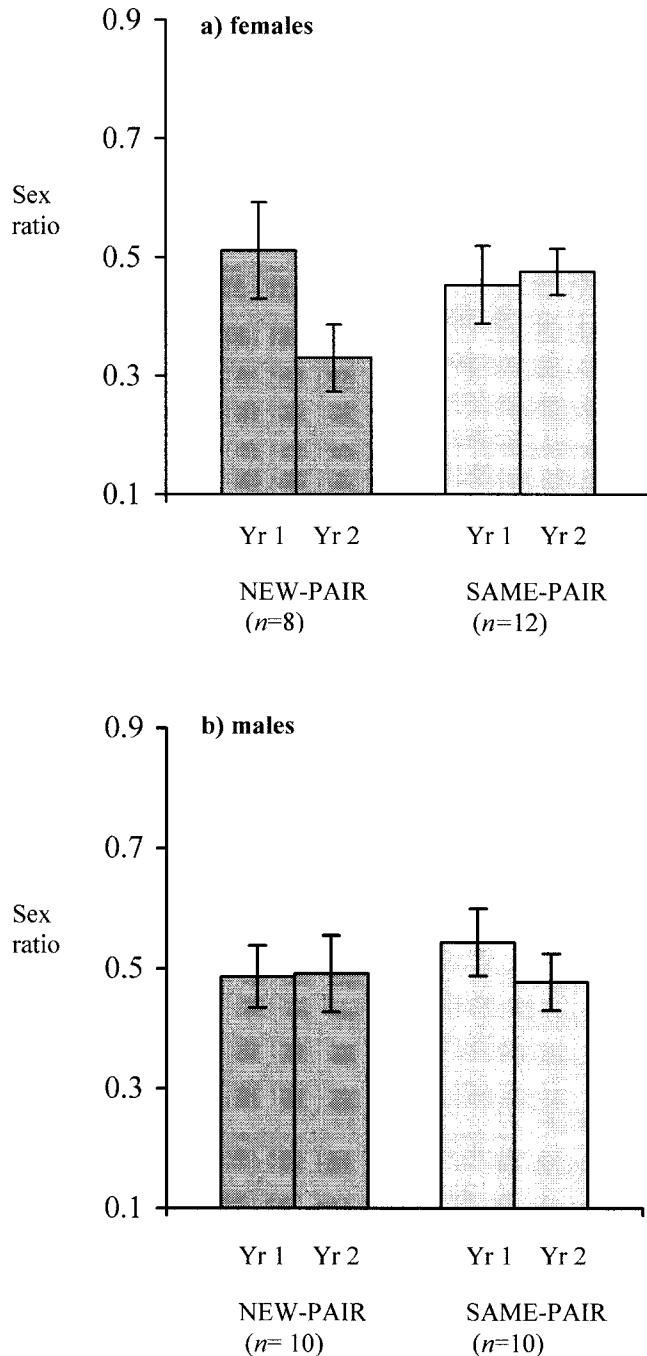 0.9
a) females
0.7
Sex
ratio
0.5
0.3
0.1
Yr 1 Yr 2 Yr 1 Yr 2
NEW-PAIR SAME-PAIR
(n=8) (n=12)
0.9
b) males
0.7
Sex
ratio
0.5
0.3
0.1
Yr 1 Yr 2 Yr 1 Yr 2
NEW-PAIR SAME-PAIR
(n= 10) (n=10)